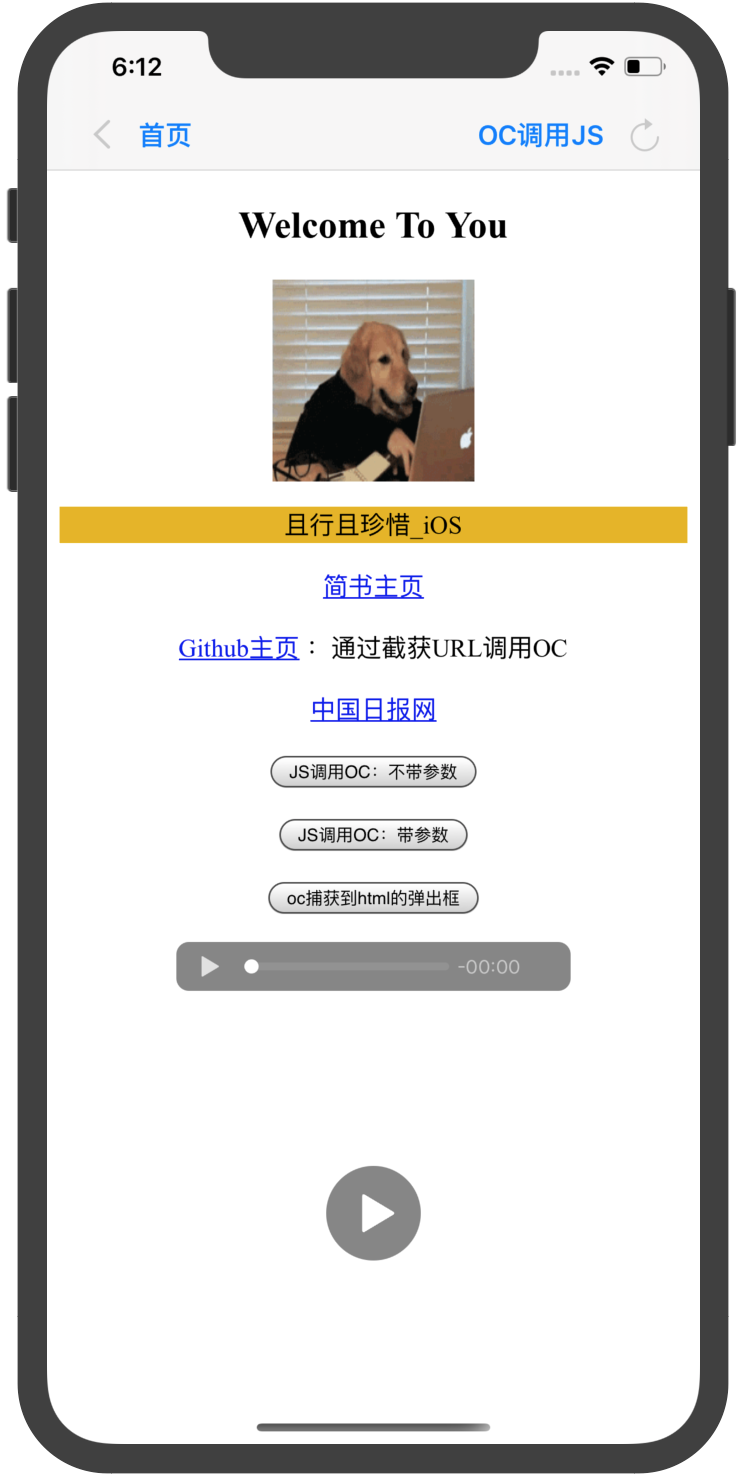 6:12
首页 OC调用JS
Welcome To You
且行且珍惜_iOS
简书主页
Github主页： 通过截获URL调用OC
中国日报网
JS调用OC：不带参数
JS调用OC：带参数
oc捕获到html的弹出框
-00:00